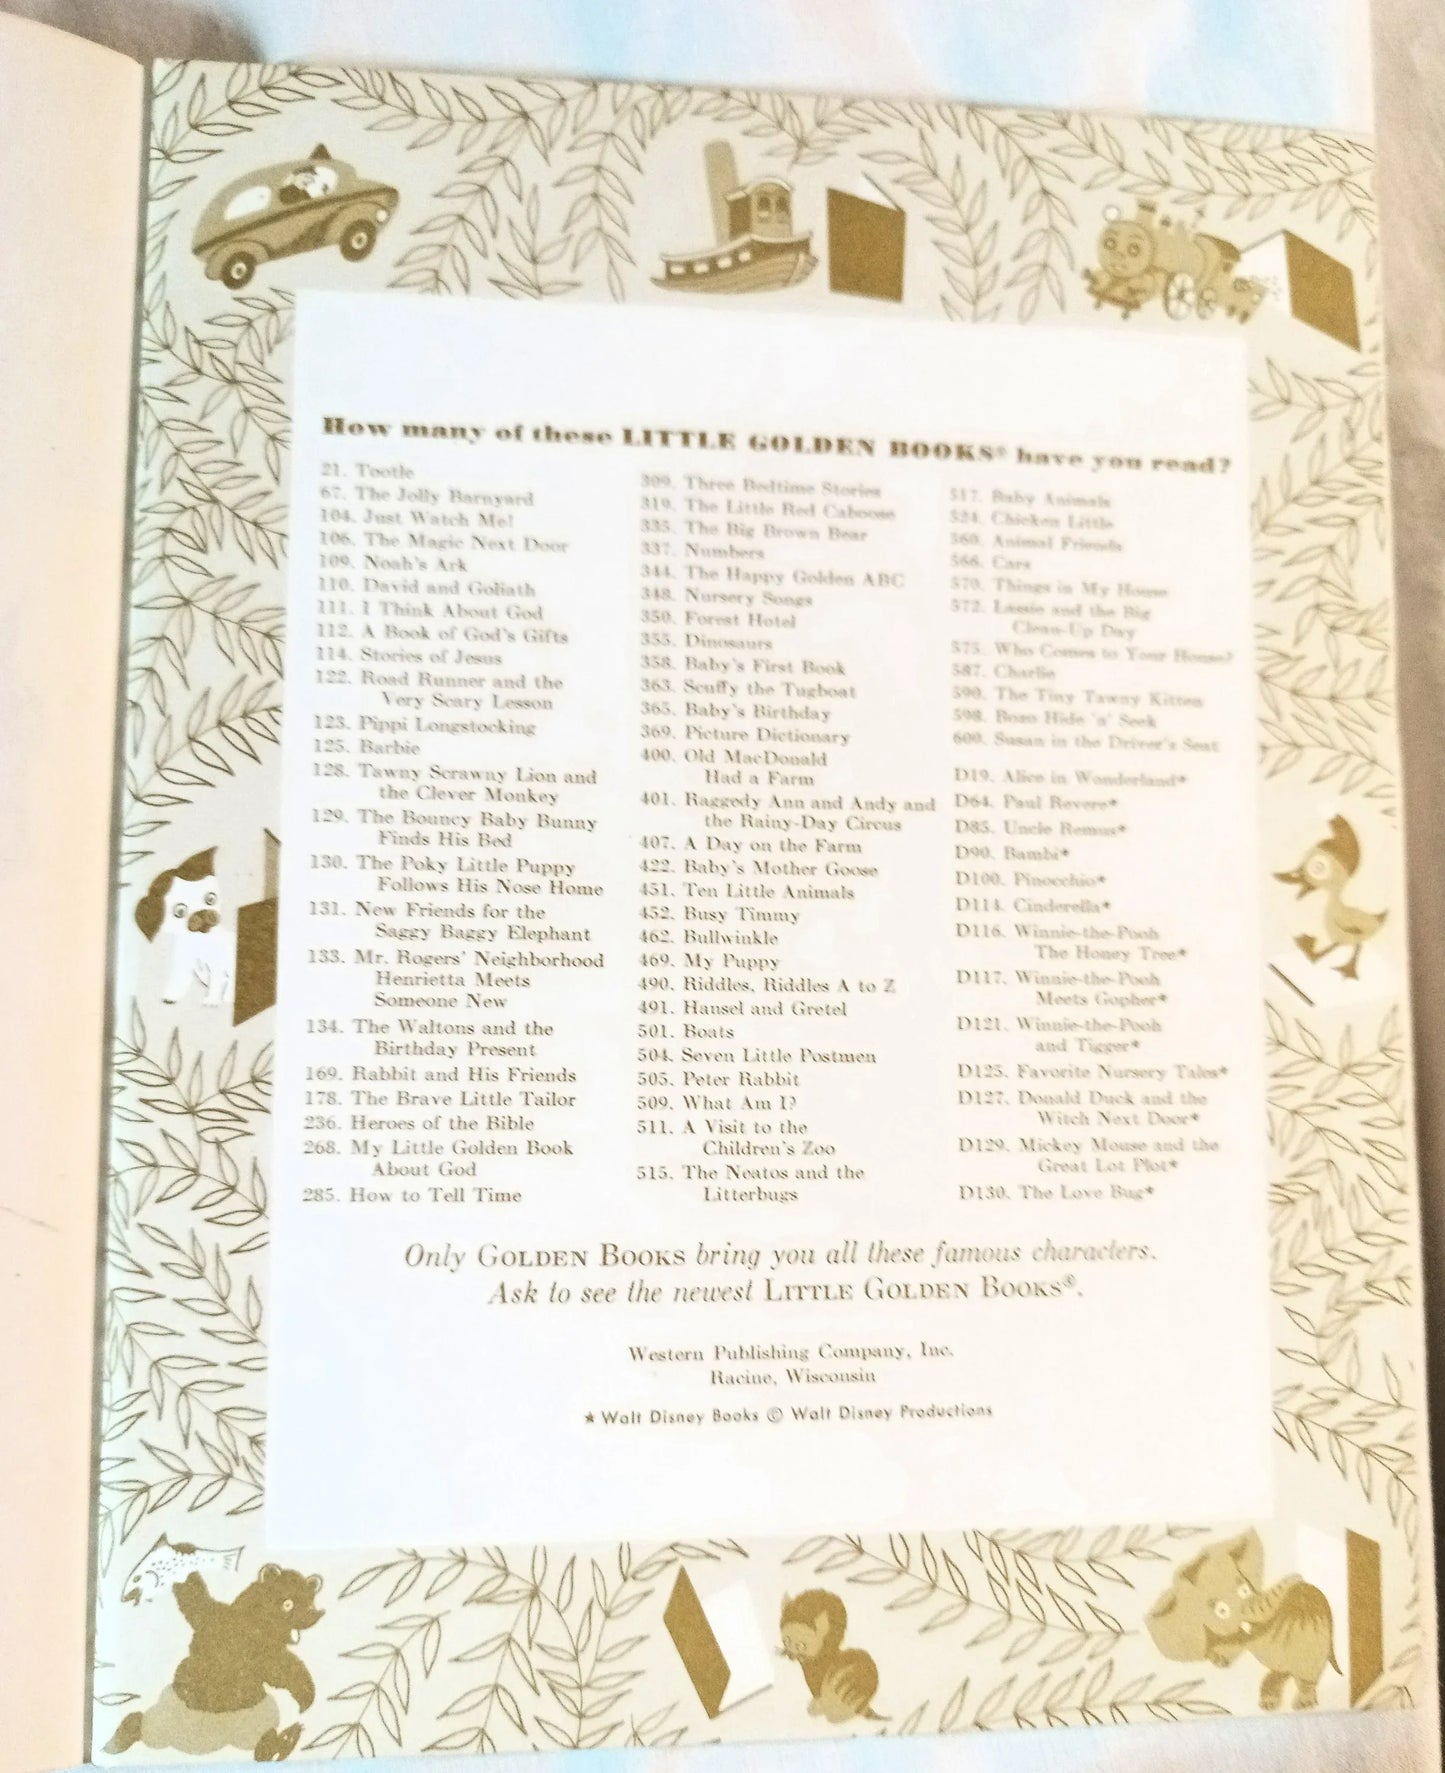 How many of these LITTLE GOLDEN BOOKS® have you read?
21. Tootle
67. The Jolly Barnyard
104. Just Watch Me!
106. The Magic Next Door
109. Noah's Ark
110. David and Goliath
111. I Think About God
112. A Book of God's Gifts
114. Stories of Jesus
122. Road Runner and the
Very Scary Lesson
123. Pippi Longstocking
125. Barbie
128. Tawny Scrawny Lion and
the Clever Monkey
129. The Bouncy Baby Bunny
Finds His Bed
130. The Poky Little Puppy
Follows His Nose Home
131. New Friends for the
Saggy Baggy Elephant
133. Mr. Rogers' Neighborhood
Henrietta Meets
Someone New
134. The Waltons and the
Birthday Present
169. Rabbit and His Friends
178. The Brave Little Tailor
236. Heroes of the Bible
268. My Little Golden Book
About God
285. How to Tell Time
309. Three Bedtime Stories
319. The Little Red Caboose
335. The Big Brown Bear
337. Numbers
344. The Happy Golden ABC
348. Nursery Songs
350. Forest Hotel
355. Dinosaurs
358. Baby's First Book
363. Scuffy the Tugboat
365. Baby's Birthday
369. Picture Dictionary
400. Old MacDonald
Had a Farm
401. Raggedy Ann and Andy and
the Rainy-Day Circus
407. A Day on the Farm
422. Baby's Mother Goose
451. Ten Little Animals
452. Busy Timmy
462. Bullwinkle
469. My Puppy
490. Riddles, Riddles A to Z
491. Hansel and Gretel
501. Boats
504. Seven Little Postmen
505. Peter Rabbit
509. What Am I?
511. A Visit to the
Children's Zoo
515. The Neatos and the
Litterbugs
517. Baby Animals
524. Chicken Little
560. Animal Friends
566. Cars
570. Things in My House
572. Lassie and the Big
Clean-Up Day
575. Who Comes to Your House?
587. Charlie
590. The Tiny Tawny Kitten
598. Bozo Hide 'n' Seek
600. Susan in the Driver's Seat
D19. Alice in Wonderland*
D64. Paul Revere*
D85. Uncle Remus*
D90. Bambi*
D100. Pinocchio*
D114. Cinderella*
D116. Winnie-the-Pooh
The Honey Tree*
D117. Winnie-the-Pooh
Meets Gopher*
D121. Winnie-the-Pooh
and Tigger*
D125. Favorite Nursery Tales*
D127. Donald Duck and the
Witch Next Door*
D129. Mickey Mouse and the
Great Lot Plot*
D130. The Love Bug*
Only GOLDEN BOOKS bring you all these famous characters.
Ask to see the newest LITTLE GOLDEN BOOKS®.
Western Publishing Company, Inc.
Racine, Wisconsin
★ Walt Disney Books © Walt Disney Productions